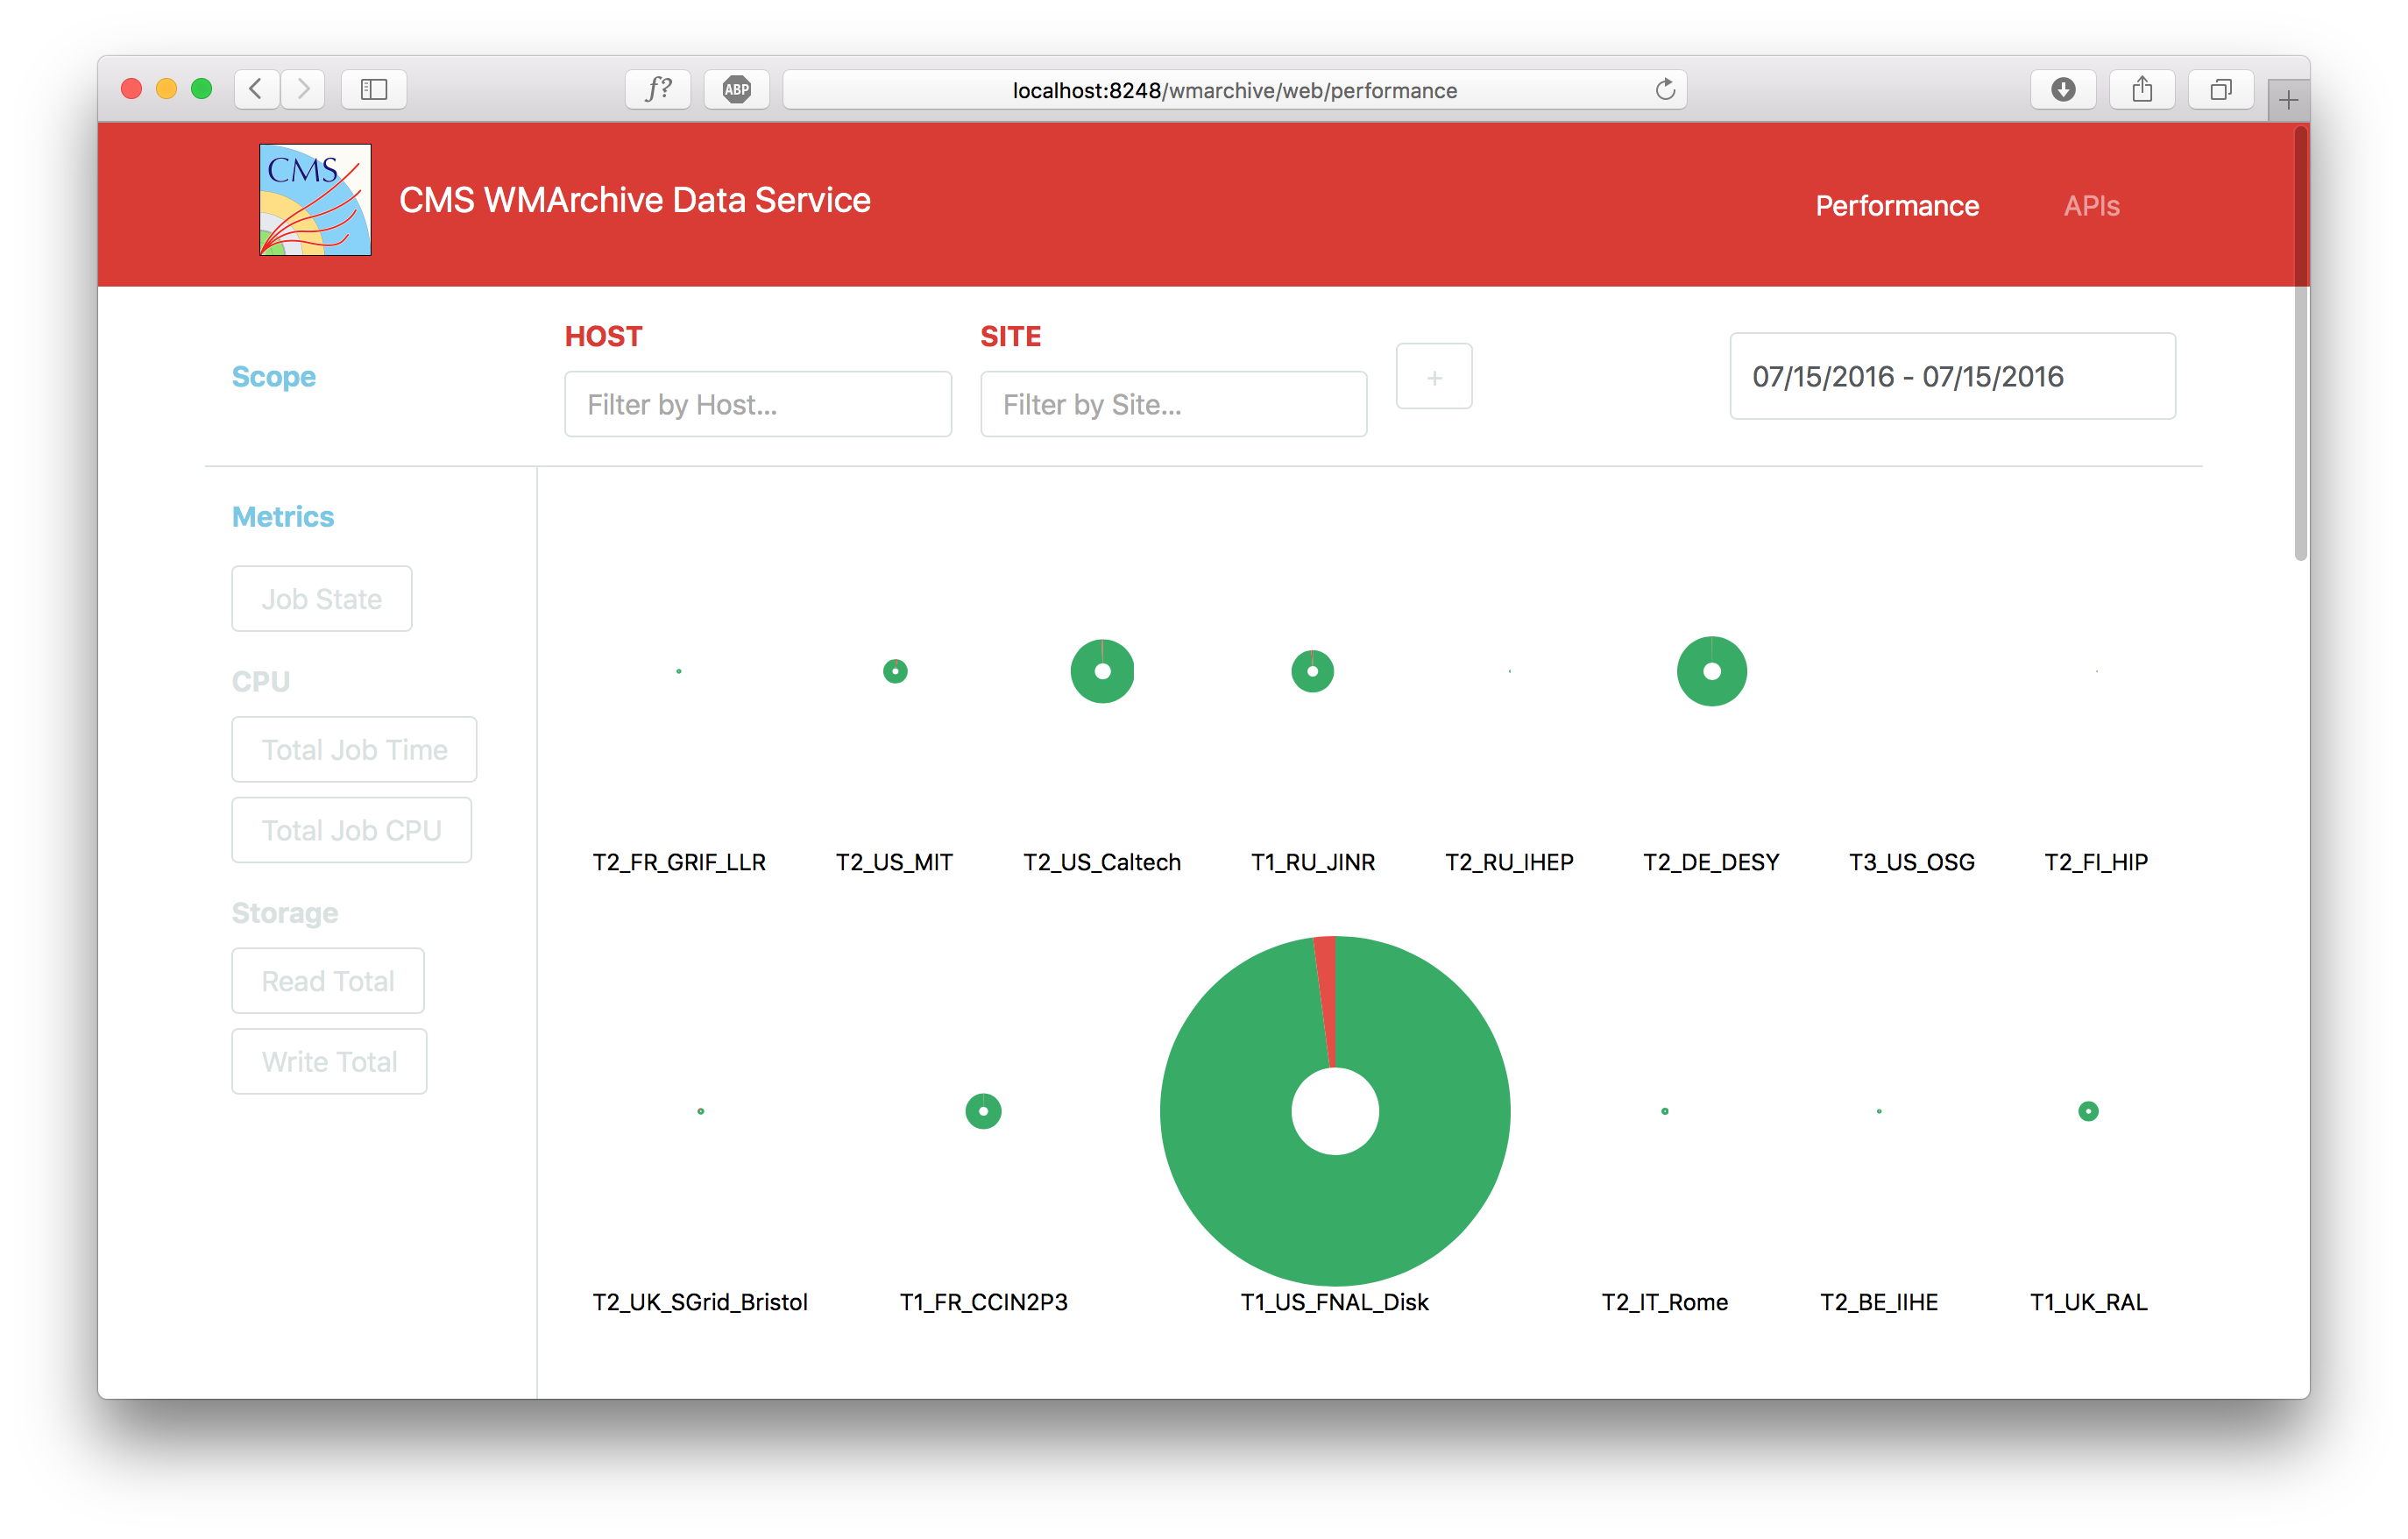 f?
ABP
localhost:8248/wmarchive/web/performance
CMS
CMS WMArchive Data Service
Performance
APIs
Scope
HOST
SITE
Filter by Host...
Filter by Site...
+
07/15/2016 - 07/15/2016
Metrics
Job State
CPU
Total Job Time
Total Job CPU
Storage
Read Total
Write Total
T2_FR_GRIF_LLR
T2_US_MIT
T2_US_Caltech
T1_RU_JINR
T2_RU_IHEP
T2_DE_DESY
T3_US_OSG
T2_FI_HIP
T2_UK_SGrid_Bristol
T1_FR_CCIN2P3
T1_US_FNAL_Disk
T2_IT_Rome
T2_BE_IIHE
T1_UK_RAL